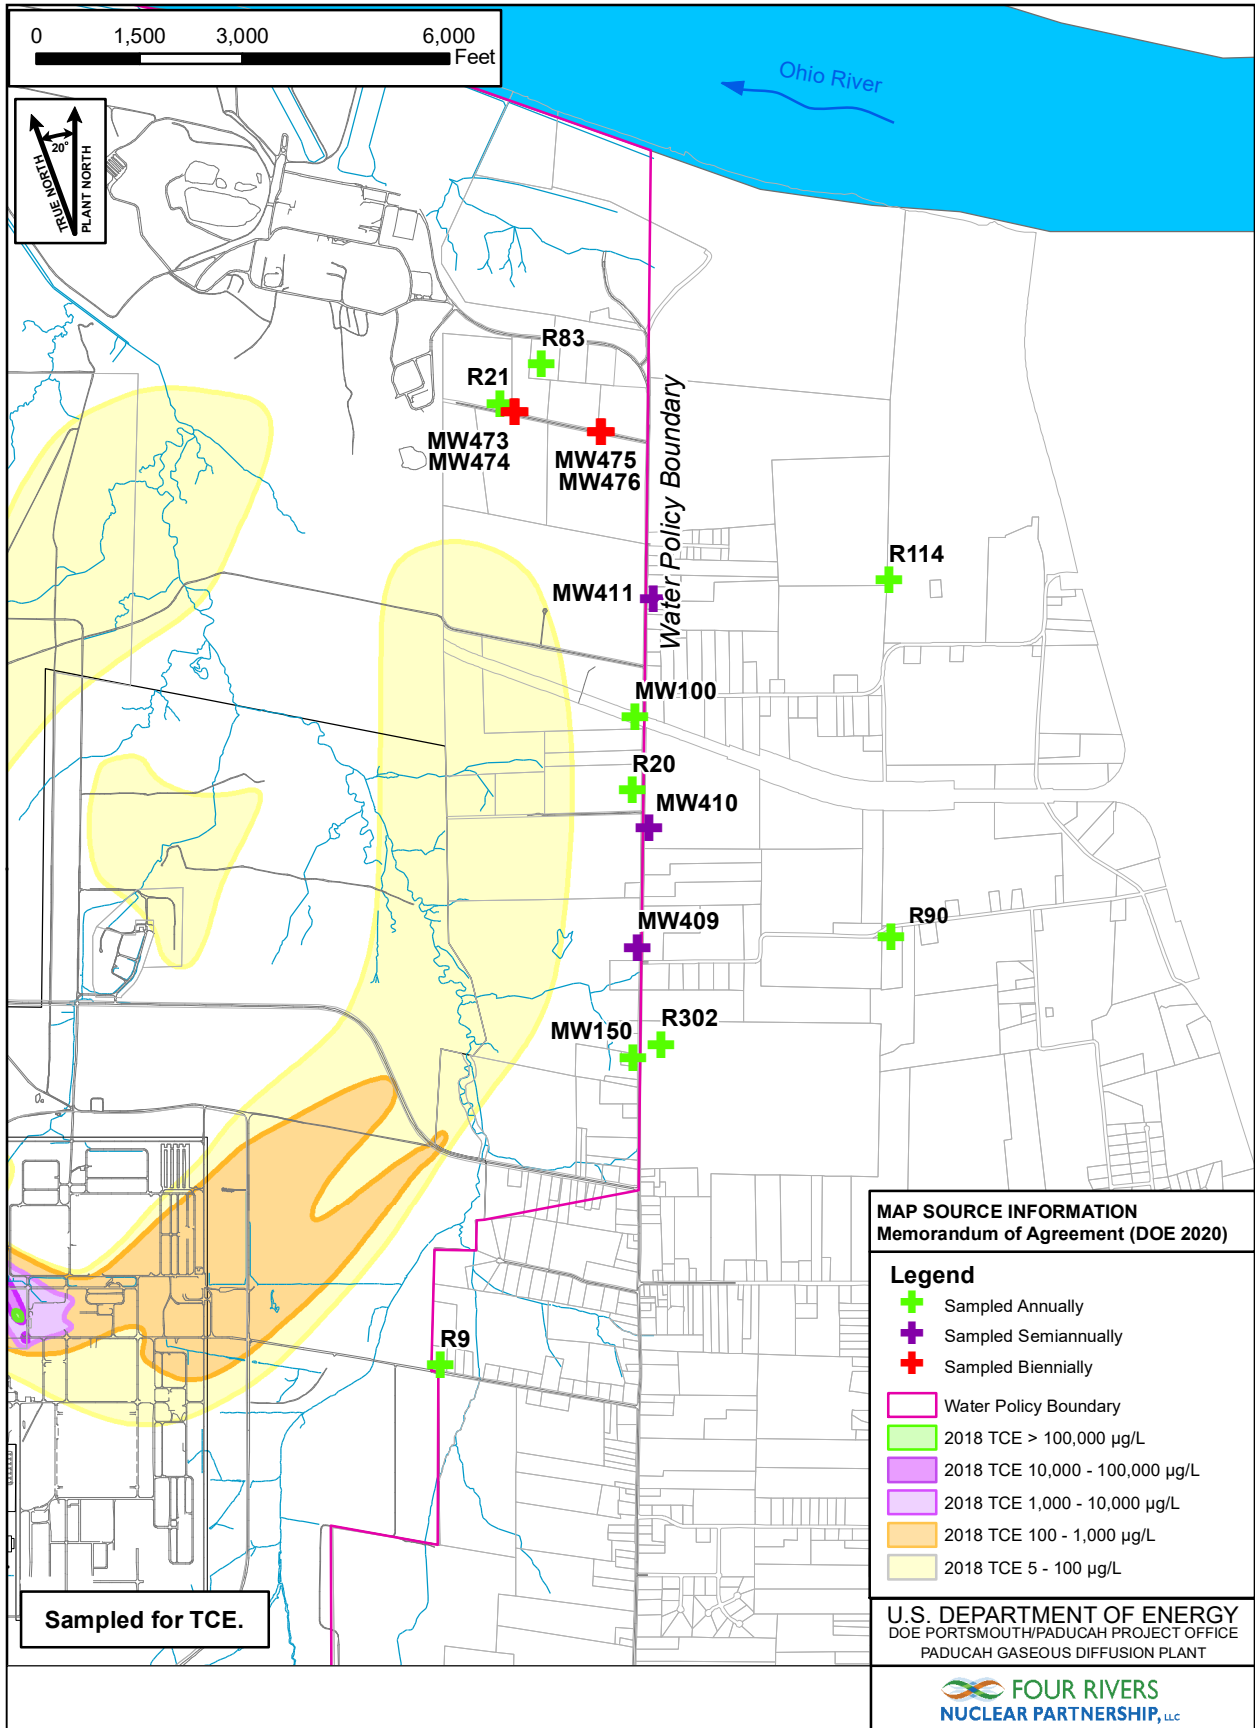 0 1,500 3,000 6,000
Feet
Ohio River
20°
TRUE NORTH
PLANT NORTH
R83
R21
MW473
MW474
MW475
MW476
Water Policy Boundary
R114
MW411
MW100
R20
MW410
R90
MW409
R302
MW150
R9
MAP SOURCE INFORMATION
Memorandum of Agreement (DOE 2020)
Legend
Sampled Annually
Sampled Semiannually
Sampled Biennially
Water Policy Boundary
2018 TCE > 100,000 µg/L
2018 TCE 10,000 - 100,000 µg/L
2018 TCE 1,000 - 10,000 µg/L
2018 TCE 100 - 1,000 µg/L
2018 TCE 5 - 100 µg/L
Sampled for TCE.
U.S. DEPARTMENT OF ENERGY
DOE PORTSMOUTH/PADUCAH PROJECT OFFICE
PADUCAH GASEOUS DIFFUSION PLANT
FOUR RIVERS
NUCLEAR PARTNERSHIP, LLC